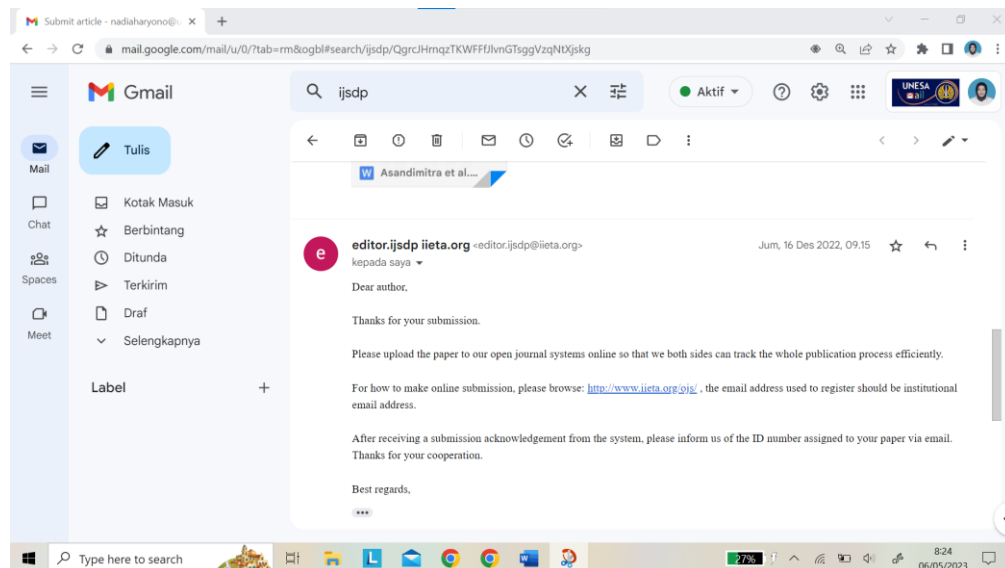 Submit article - nadiaharyono@u
mail.google.com/mail/u/0/?tab=rm&ogbl#search/ijsdp/QgrcJHrnqzTKWFFfJlvnGTsggVzqNtXjskg
Gmail
ijsdp
Aktif
UNESA
mail
Tulis
Mail
Chat
Spaces
Meet
Kotak Masuk
Berbintang
Ditunda
Terkirim
Draf
Selengkapnya
Label
W Asandimitra et al....
e
editor.ijsdp iieta.org <editor.ijsdp@iieta.org>
Jum, 16 Des 2022, 09.15
kepada saya
Dear author,
Thanks for your submission.
Please upload the paper to our open journal systems online so that we both sides can track the whole publication process efficiently.
For how to make online submission, please browse: http://www.iieta.org/ojs/ , the email address used to register should be institutional
email address.
After receiving a submission acknowledgement from the system, please inform us of the ID number assigned to your paper via email.
Thanks for your cooperation.
Best regards,
Type here to search
L
27%
8:24
06/05/2023